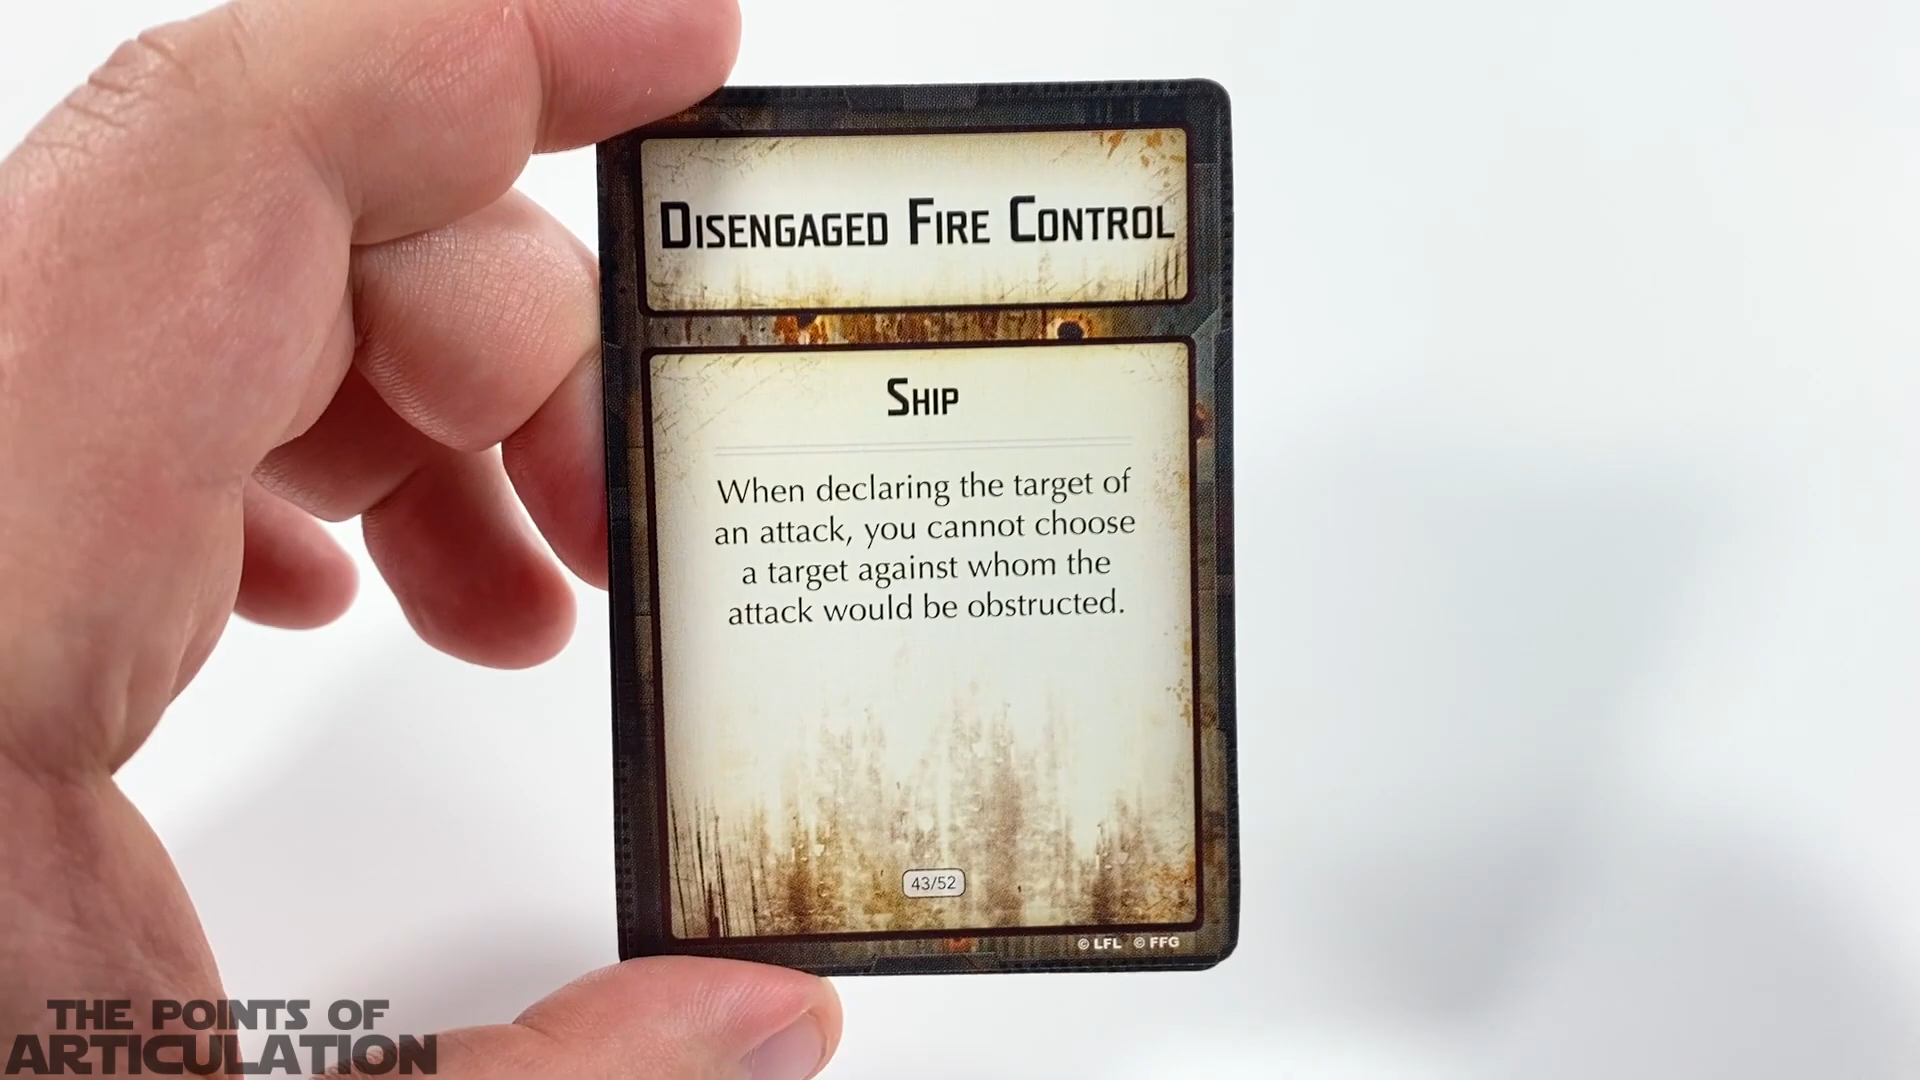 DISENGAGED FIRE CONTROL
SHIP
When declaring the target of
an attack, you cannot choose
a target against whom the
attack would be obstructed.
43/52
© LFL © FFG
THE POINTS OF
ARTICULATION